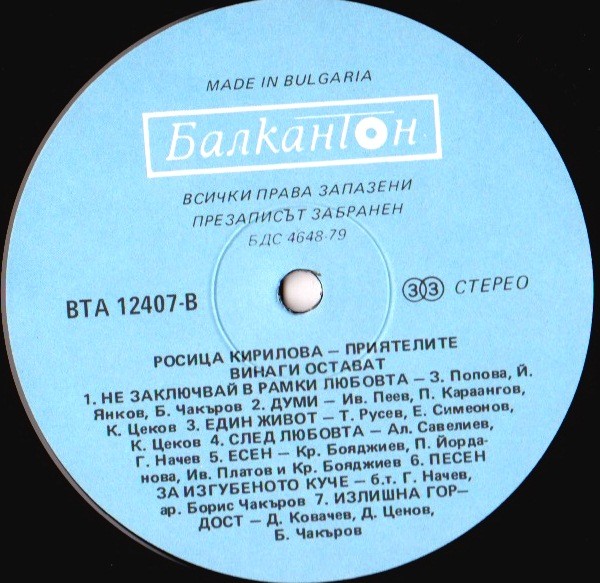 MADE IN BULGARIA
Балкантон
ВСИЧКИ ПРАВА ЗАПАЗЕНИ
ПРЕЗАПИСЪТ ЗАБРАНЕН
БДС 4648-79
ВТА 12407-В
33 СТЕРЕО
РОСИЦА КИРИЛОВА — ПРИЯТЕЛИТЕ
ВИНАГИ ОСТАВАТ
1. НЕ ЗАКЛЮЧВАЙ В РАМКИ ЛЮБОВТА — З. Попова, Й.
Янков, Б. Чакъров 2. ДУМИ — Ив. Пеев, П. Караангов,
К. Цеков 3. ЕДИН ЖИВОТ — Т. Русев, Е. Симеонов,
К. Цеков 4. СЛЕД ЛЮБОВТА — Ал. Савелиев,
Г. Начев 5. ЕСЕН — Кр. Бояджиев, П. Йорда-
нова, Ив. Платов и Кр. Бояджиев 6. ПЕСЕН
ЗА ИЗГУБЕНОТО КУЧЕ — б.т. Г. Начев,
ар. Борис Чакъров 7. ИЗЛИШНА ГОР—
ДОСТ — Д. Ковачев, Д. Ценов,
Б. Чакъров